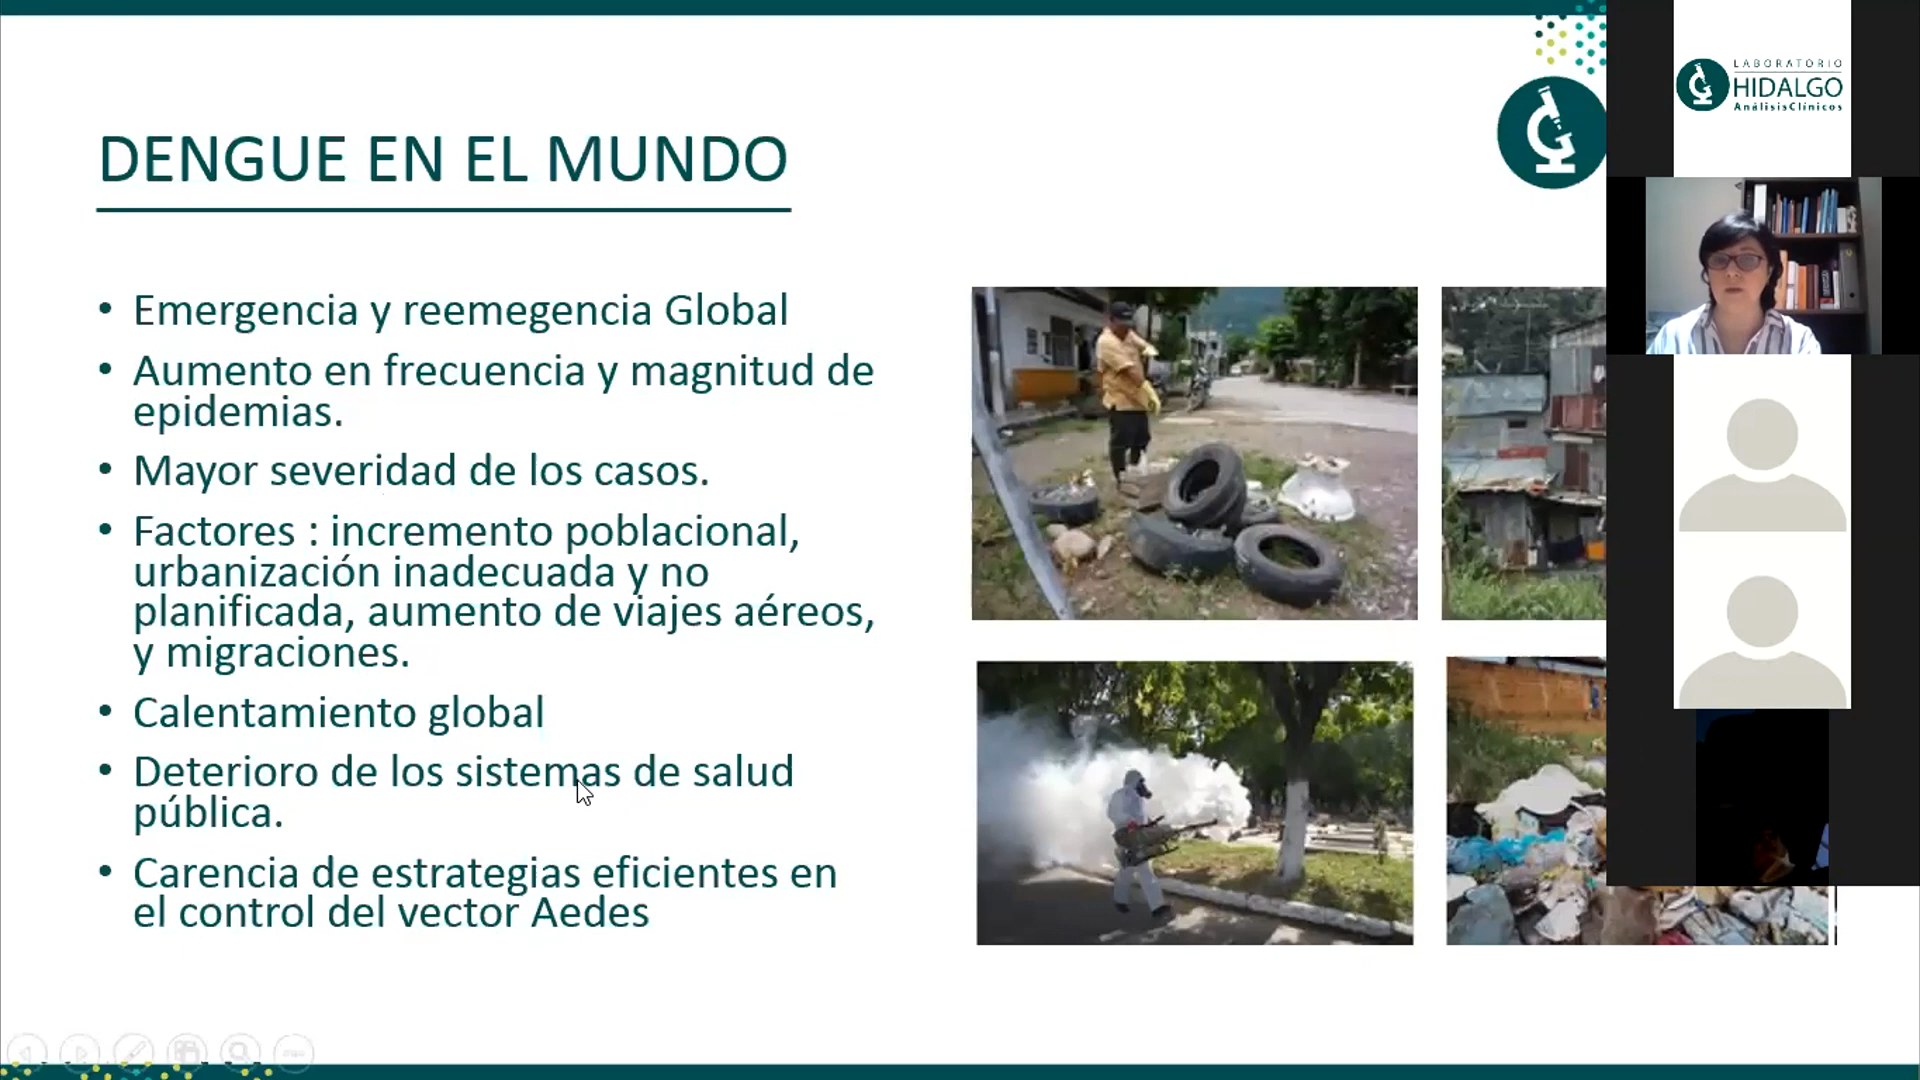 DENGUE EN EL MUNDO
• Emergencia y reemegencia Global
• Aumento en frecuencia y magnitud de
epidemias.
• Mayor severidad de los casos.
• Factores : incremento poblacional,
urbanización inadecuada y no
planificada, aumento de viajes aéreos,
y migraciones.
• Calentamiento global
• Deterioro de los sistemas de salud
pública.
• Carencia de estrategias eficientes en
el control del vector Aedes
LABORATORIO
HIDALGO
AnálisisClínicos